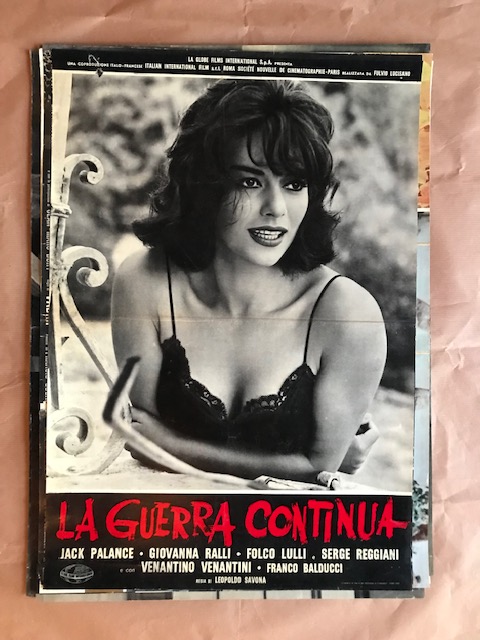 LA GLOBE FILMS INTERNATIONAL S.p.A. PRESENTA
UNA COPRODUZIONE ITALO-FRANCESE ITALIAN INTERNATIONAL FILM s.r.l. ROMA SOCIÉTÉ NOUVELLE DE CINEMATOGRAPHIE-PARIS REALIZZATA DA FULVIO LUCISANO
LA GUERRA CONTINUA
JACK PALANCE • GIOVANNA RALLI • FOLCO LULLI . SERGE REGGIANI
e con VENANTINO VENANTINI • FRANCO BALDUCCI
REGIA DI LEOPOLDO SAVONA